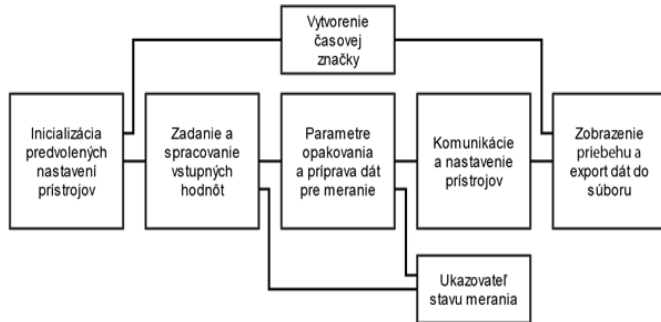 Vytvorenie
časovej
značky
Inicializácia
predvolených
nastavení
prístrojov
Zadanie a
spracovanie
vstupných
hodnôt
Parametre
opakovania
a príprava dát
pre meranie
Komunikácie
a nastavenie
prístrojov
Zobrazenie
priebehu a
export dát do
súboru
Ukazovateľ
stavu merania